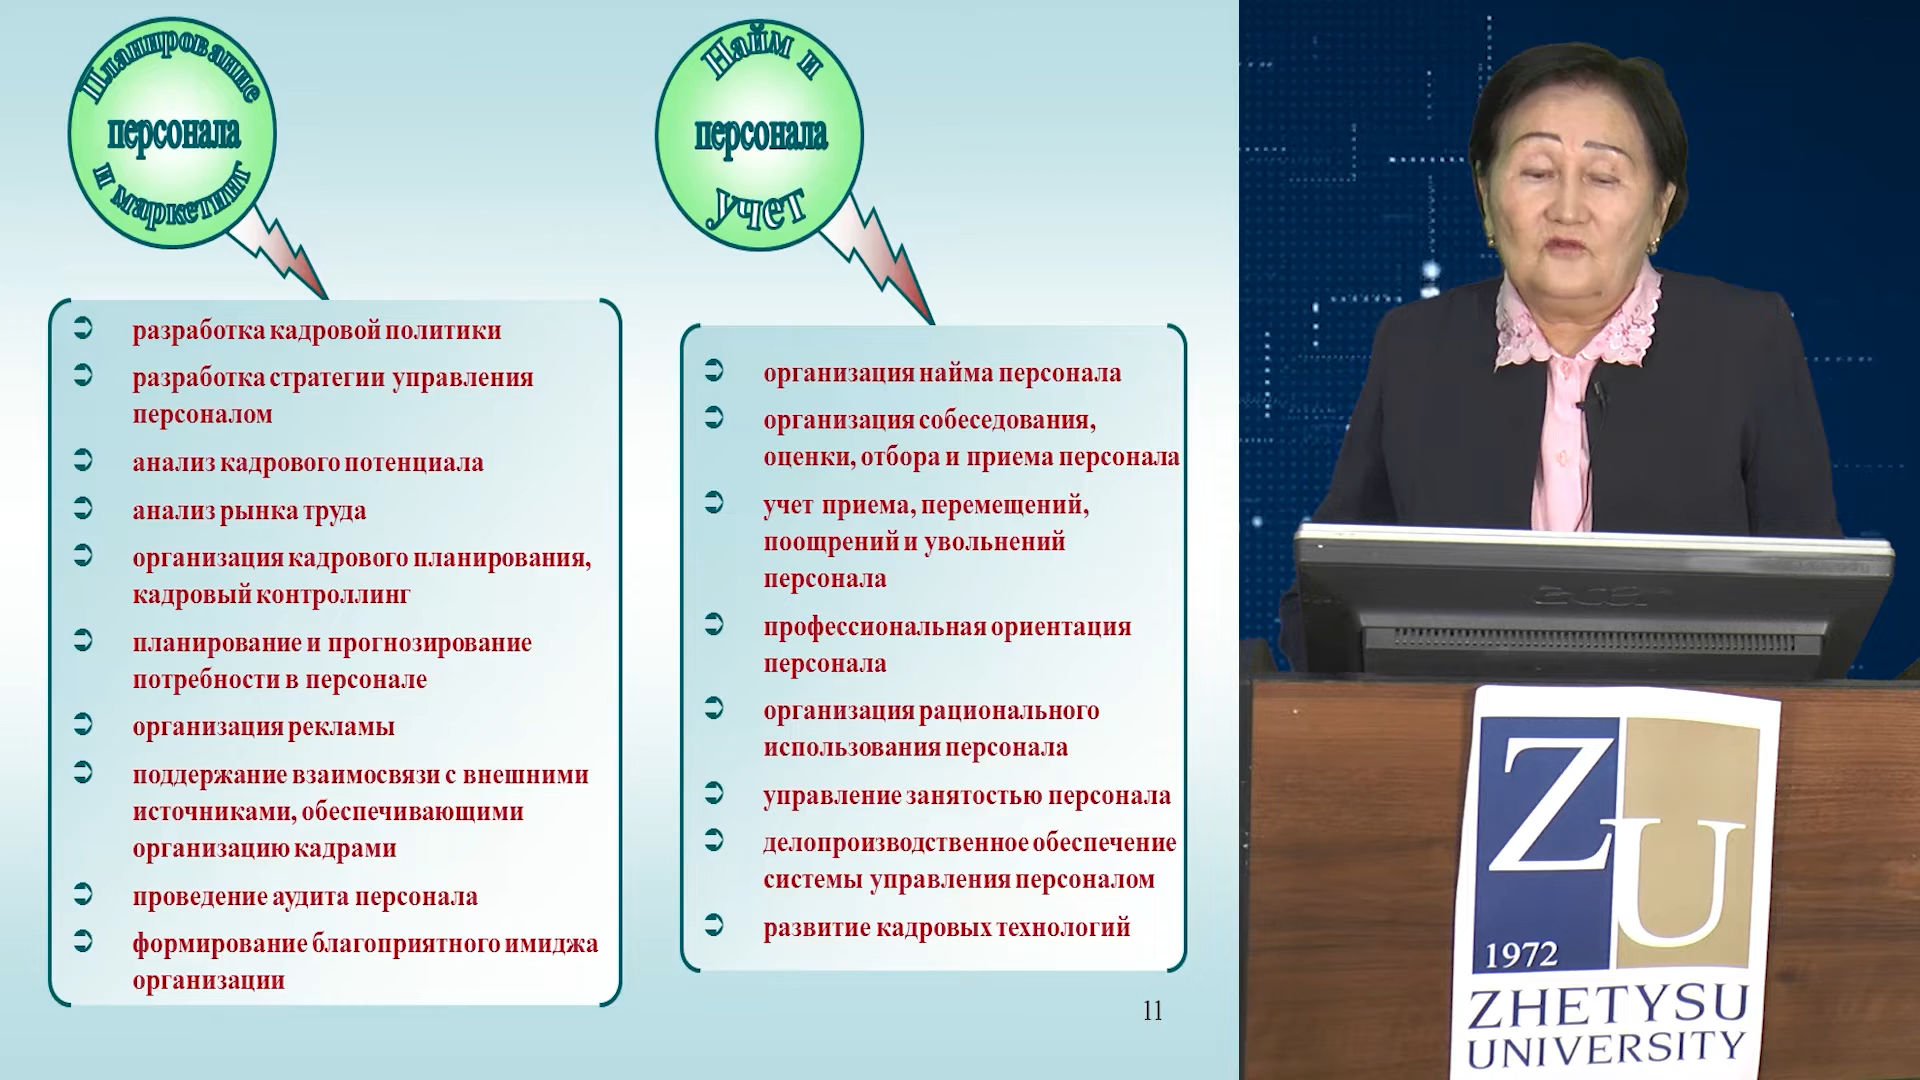 Планирование
персонала
и маркетинг
разработка кадровой политики
разработка стратегии управления
персоналом
анализ кадрового потенциала
анализ рынка труда
организация кадрового планирования,
кадровый контроллинг
планирование и прогнозирование
потребности в персонале
организация рекламы
поддержание взаимосвязи с внешними
источниками, обеспечивающими
организацию кадрами
проведение аудита персонала
формирование благоприятного имиджа
организации
Найм и
персонала
учет
организация найма персонала
организация собеседования,
оценки, отбора и приема персонала
учет приема, перемещений,
поощрений и увольнений
персонала
профессиональная ориентация
персонала
организация рационального
использования персонала
управление занятостью персонала
делопроизводственное обеспечение
системы управления персоналом
развитие кадровых технологий
11
acer
ZU
1972
ZHETYSU
UNIVERSITY